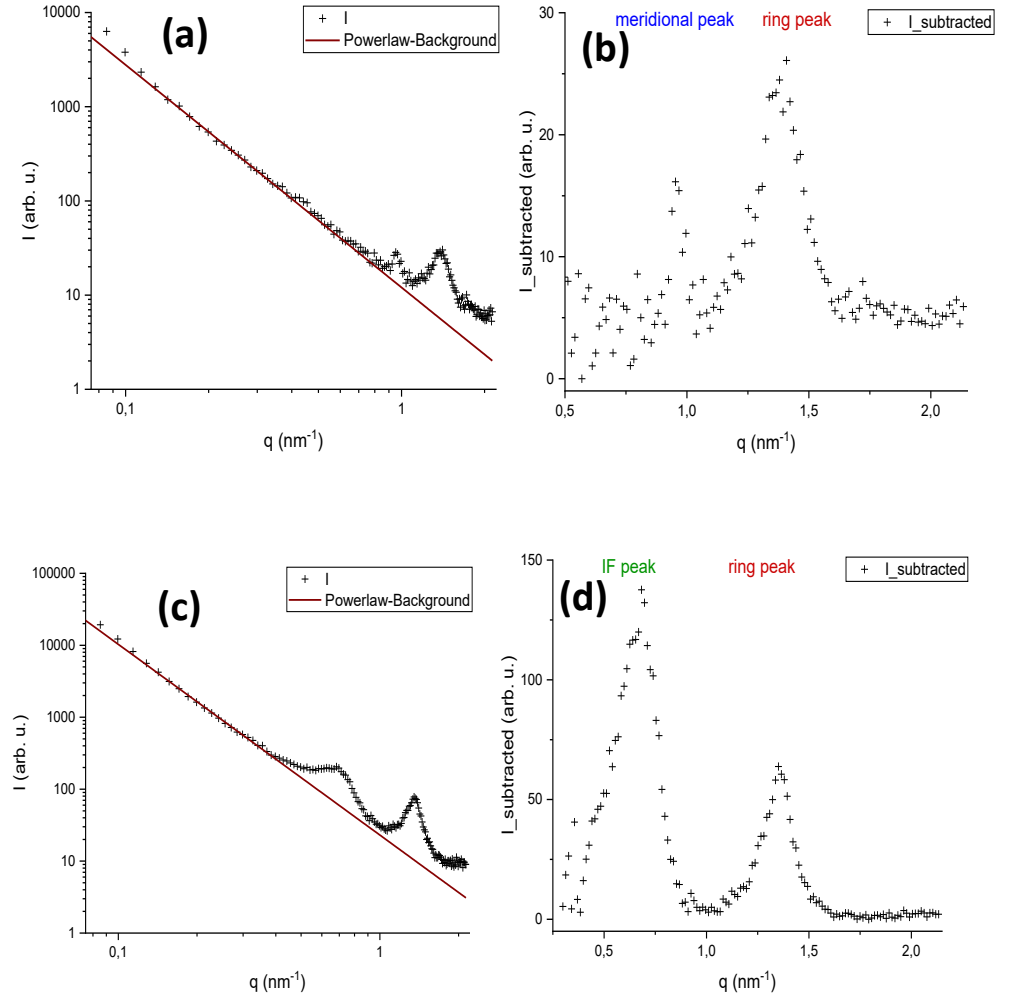 (a)
I
Powerlaw-Background
10000
1000
100
10
1
I (arb. u.)
0,1
1
q (nm⁻¹)
meridional peak
ring peak
I_subtracted
(b)
30
20
10
0
I_subtracted (arb. u.)
0,5
1,0
1,5
2,0
q (nm⁻¹)
(c)
I
Powerlaw-Background
100000
10000
1000
100
10
1
I (arb. u.)
0,1
1
q (nm⁻¹)
IF peak
ring peak
I_subtracted
(d)
150
100
50
0
I_subtracted (arb. u.)
0,5
1,0
1,5
2,0
q (nm⁻¹)